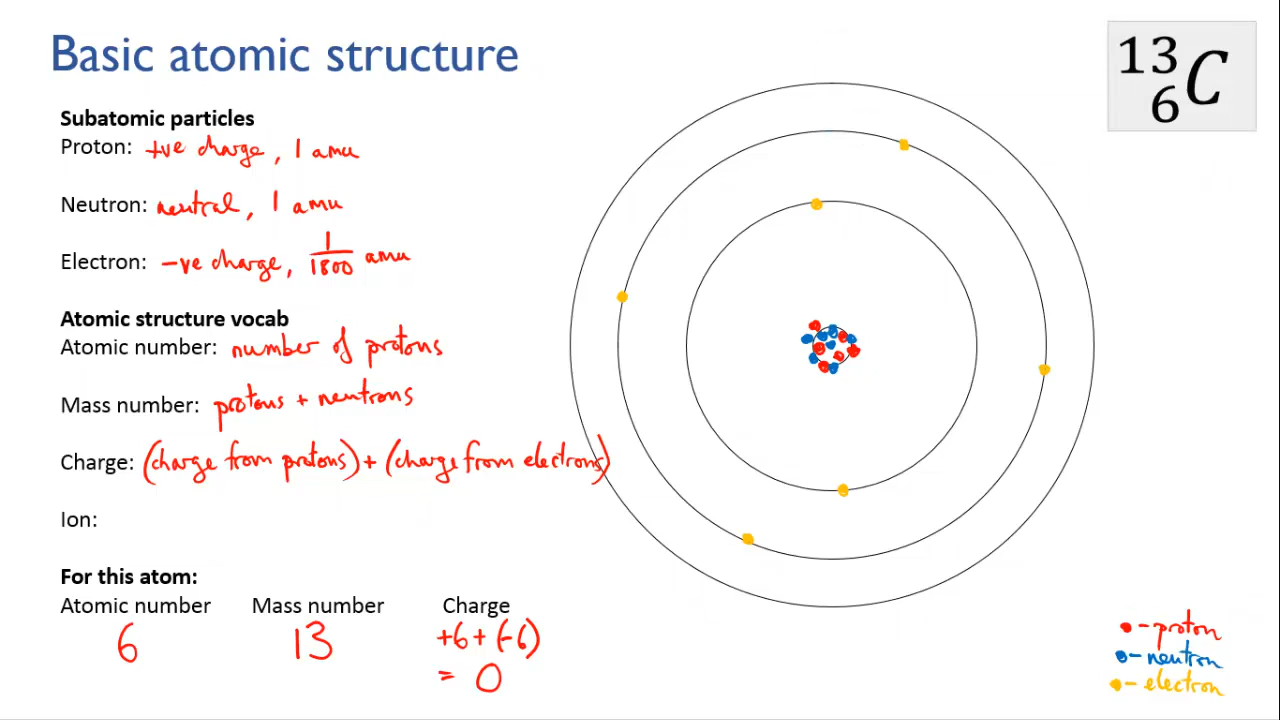 Basic atomic structure
13
6 C
Subatomic particles
Proton: +ve charge, 1 amu
Neutron: neutral, 1 amu
Electron: -ve charge, 1/1800 amu
Atomic structure vocab
Atomic number: number of protons
Mass number: protons + neutrons
Charge: (charge from protons) + (charge from electrons)
Ion:
For this atom:
Atomic number Mass number Charge
6 13 +6 + (-6)
= 0
- proton
- neutron
- electron